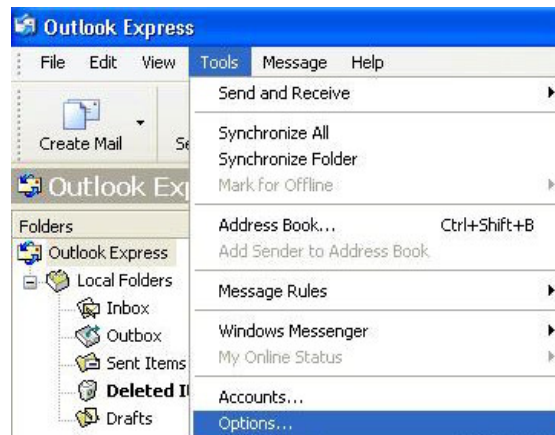 Outlook Express
File Edit View Tools Message Help
Send and Receive
Create Mail
Synchronize All
Synchronize Folder
Mark for Offline
Outlook
Folders
Address Book... Ctrl+Shift+B
Outlook Express
Add Sender to Address Book
Local Folders
Message Rules
Inbox
Outbox
Windows Messenger
Sent Items
My Online Status
Deleted
Drafts
Accounts...
Options...